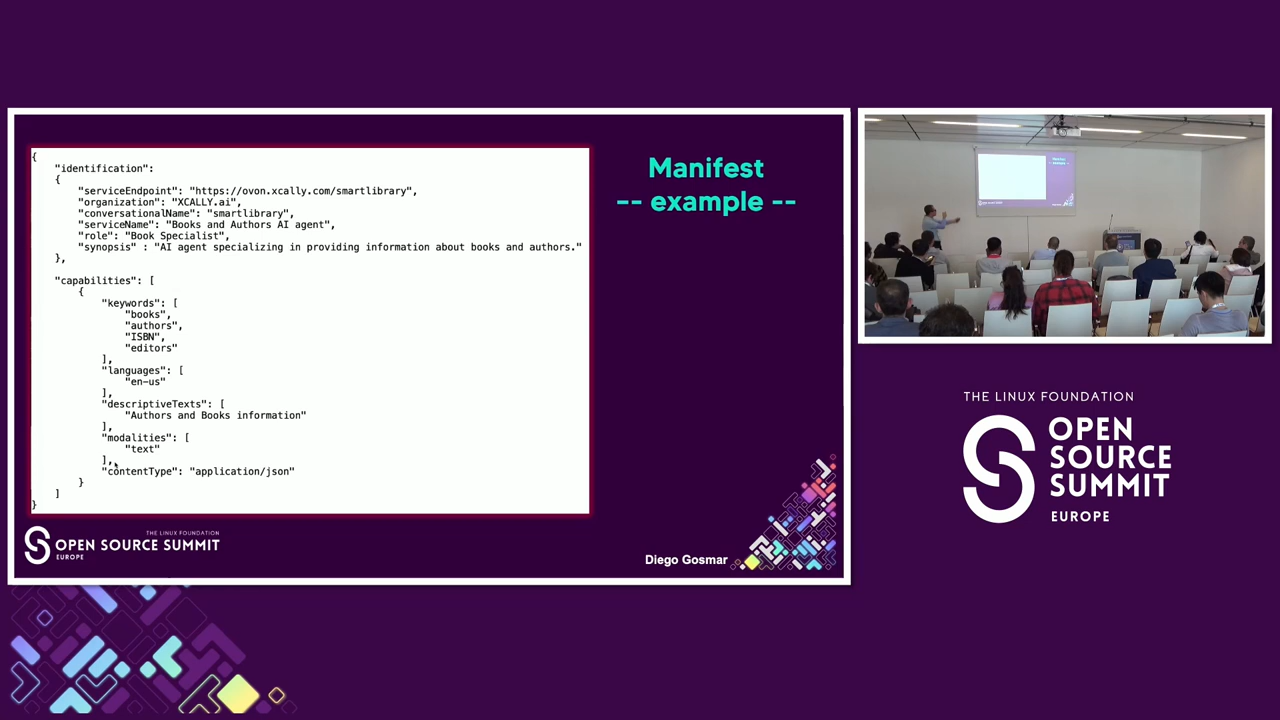 {
"identification":
{
"serviceEndpoint": "https://ovon.xcally.com/smartlibrary",
"organization": "XCALLY.ai",
"conversationalName": "smartlibrary",
"serviceName": "Books and Authors AI agent",
"role": "Book Specialist",
"synopsis" : "AI agent specializing in providing information about books and authors."
},
"capabilities": [
{
"keywords": [
"books",
"authors",
"ISBN",
"editors"
],
"languages": [
"en-us"
],
"descriptiveTexts": [
"Authors and Books information"
],
"modalities": [
"text"
],
"contentType": "application/json"
}
]
}
Manifest
-- example --
THE LINUX FOUNDATION
OPEN SOURCE SUMMIT
EUROPE
Diego Gosmar
THE LINUX FOUNDATION
OPEN
SOURCE
SUMMIT
EUROPE